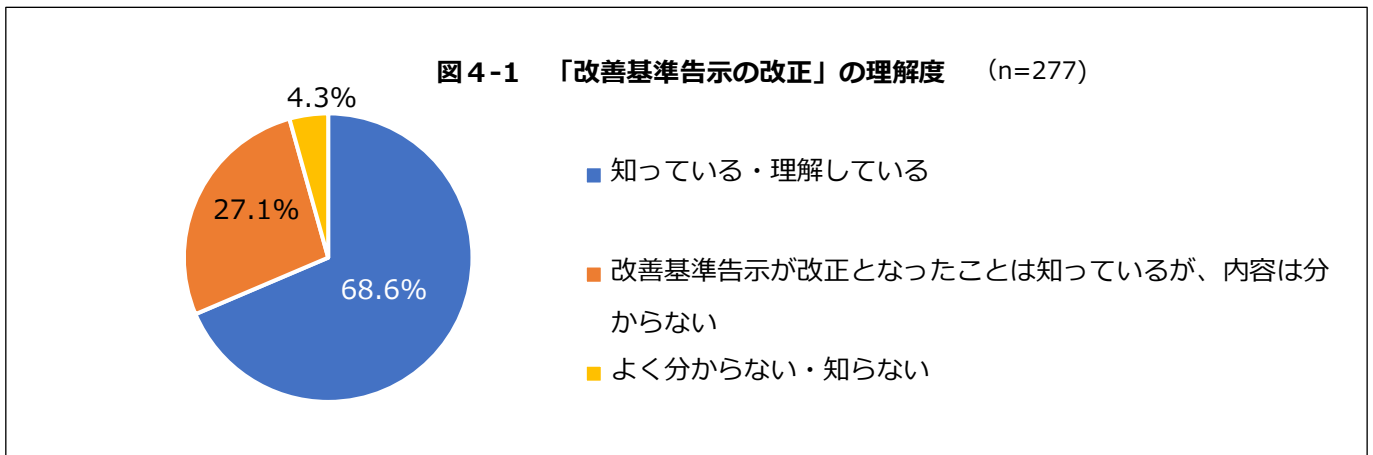 図4-1 「改善基準告示の改正」の理解度 (n=277)
4.3%
27.1%
68.6%
知っている・理解している
改善基準告示が改正となったことは知っているが、内容は分
からない
よく分からない・知らない